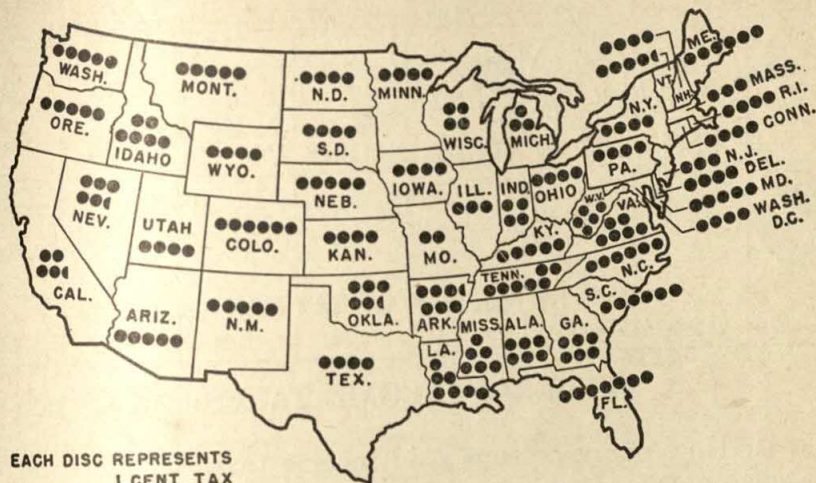 WASH.
MONT.
N.D.
MINN.
ME.
VT.
N.H.
MASS.
R.I.
CONN.
ORE.
IDAHO
WYO.
S.D.
WISC.
MICH.
N.Y.
PA.
N.J.
DEL.
MD.
WASH.
D.C.
NEV.
UTAH
COLO.
NEB.
IOWA.
ILL.
IND.
OHIO
W.V.
VA.
CAL.
KAN.
MO.
KY.
TENN.
N.C.
S.C.
ARIZ.
N.M.
OKLA.
ARK.
MISS.
ALA.
GA.
TEX.
LA.
FL.
EACH DISC REPRESENTS
1 CENT TAX